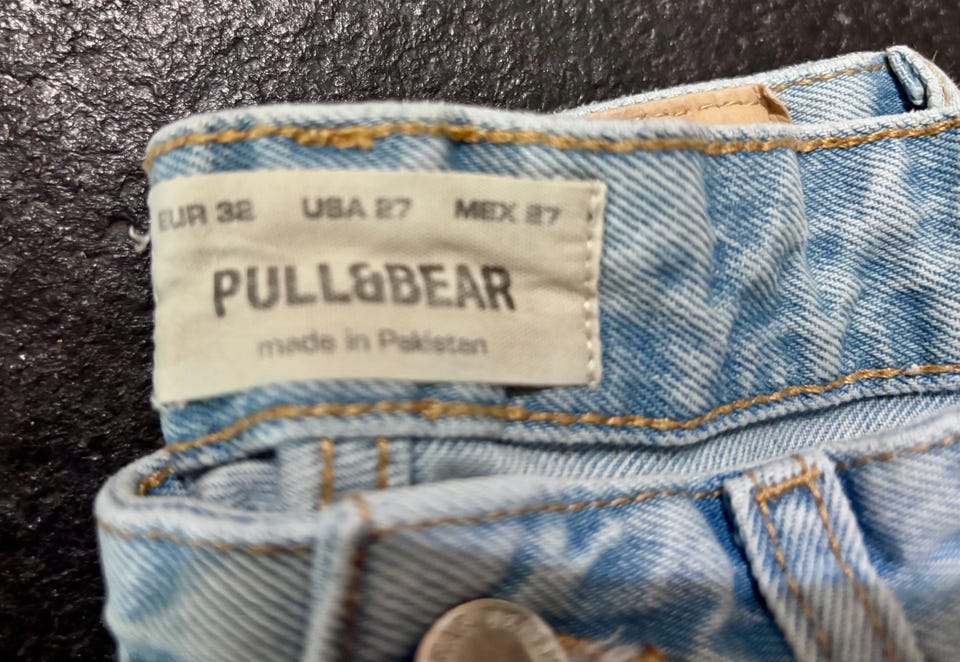 EUR 32 USA 27 MEX 27
PULL&BEAR
made in Pakistan